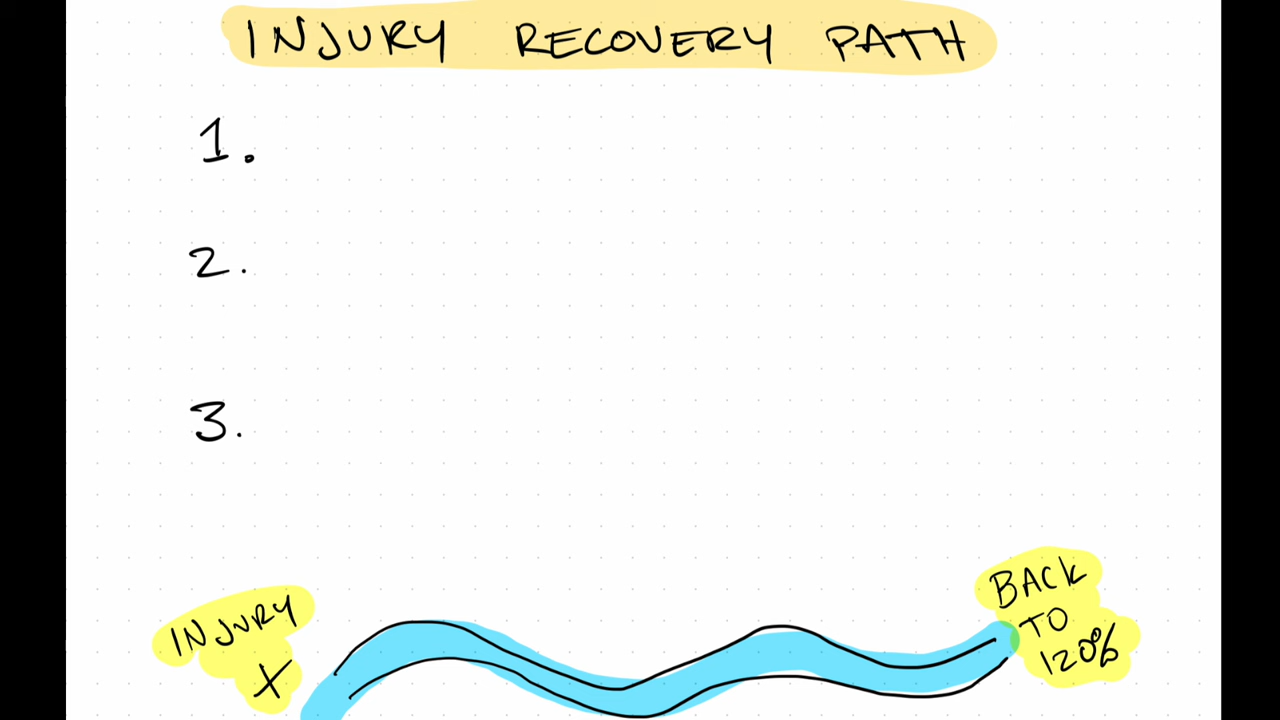 INJURY RECOVERY PATH
1.
2.
3.
INJURY
X
BACK
TO
120%